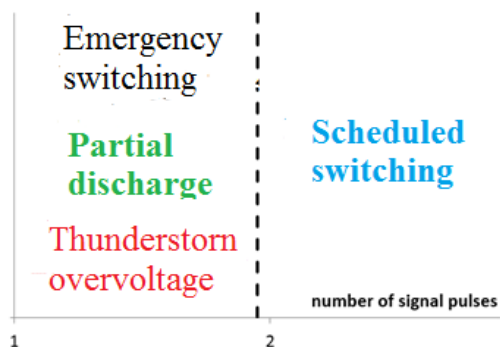 Emergency
switching
Partial
discharge
Thunderstorn
overvoltage
Scheduled
switching
number of signal pulses
1
2